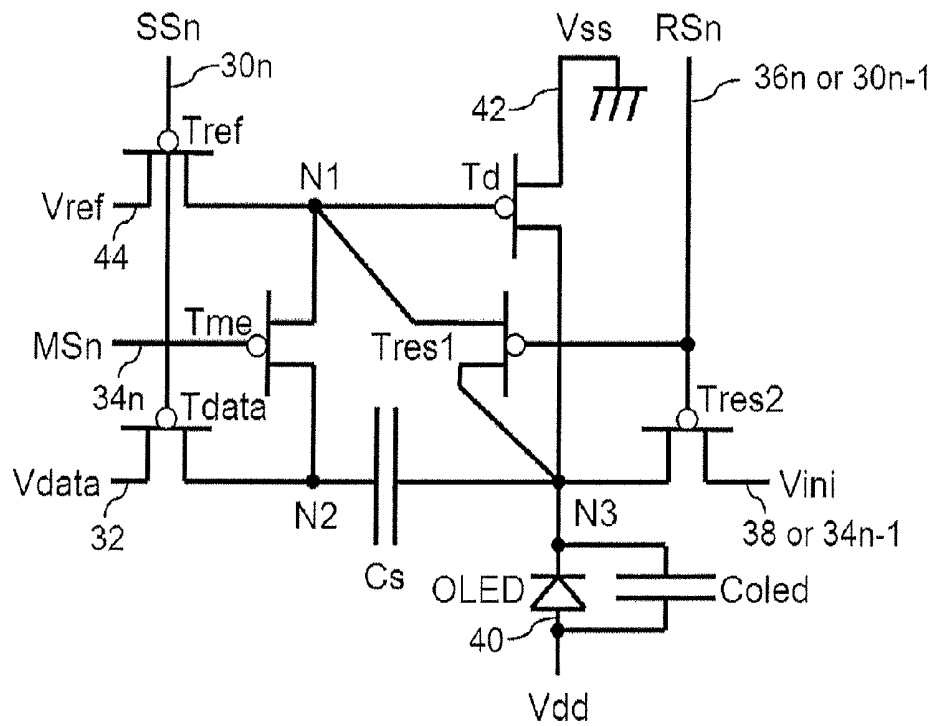 SSn
Vss
RSn
30n
42
36n or 30n-1
Tref
N1
Td
Vref
44
Tme
Tres1
MSn
34n
Tdata
Tres2
Vdata
32
N2
N3
Vini
38 or 34n-1
Cs
OLED
Coled
40
Vdd